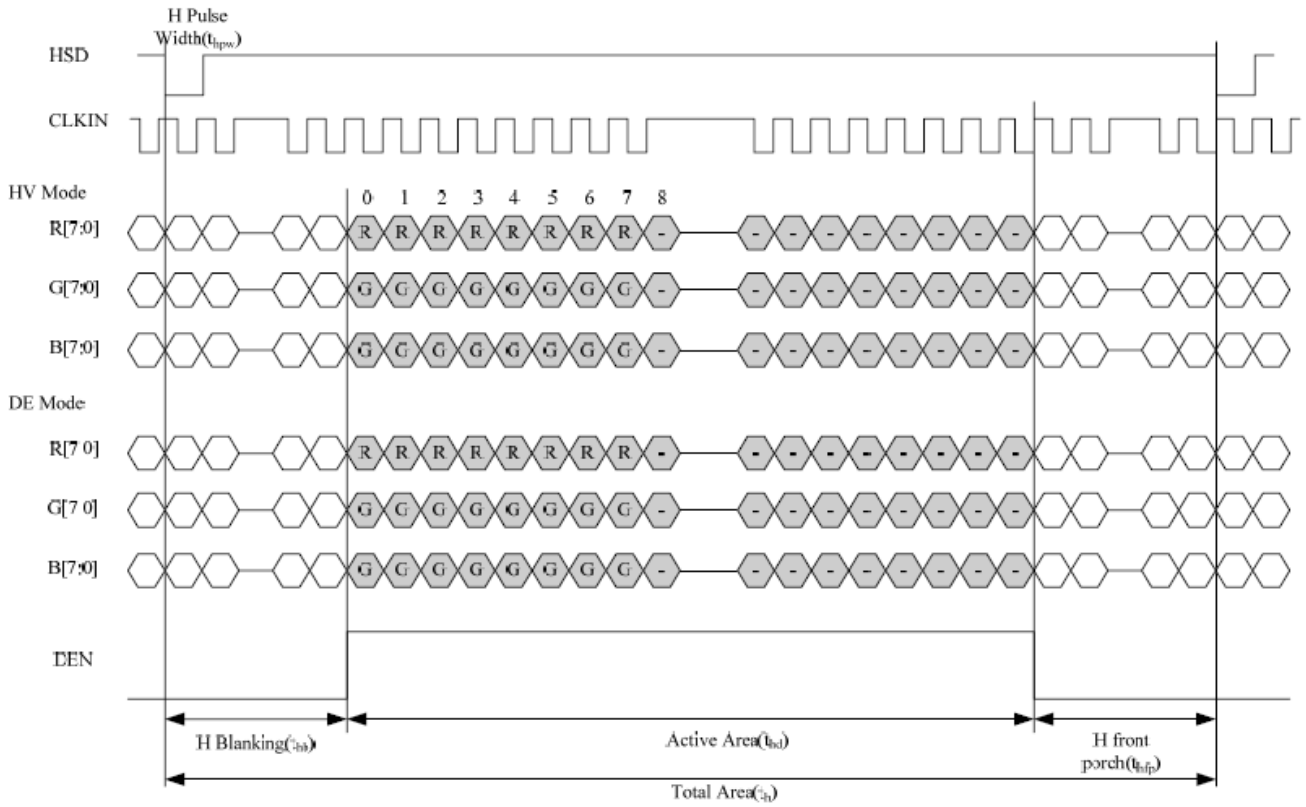 H Pulse
Width(thpw)
HSD
CLKIN
HV Mode
0 1 2 3 4 5 6 7 8
R[7:0] R R R R R R R R - - - - - - - - -
G[7:0] G G G G G G G G - - - - - - - - -
B[7:0] G G G G G G G G - - - - - - - - -
DE Mode
R[7 0] R R R R R R R R - - - - - - - - -
G[7 0] G G G G G G G G - - - - - - - - -
B[7:0] G G G G G G G G - - - - - - - - -
DEN
H Blanking(thb)
Active Area(thd)
H front
porch(thfp)
Total Area(th)